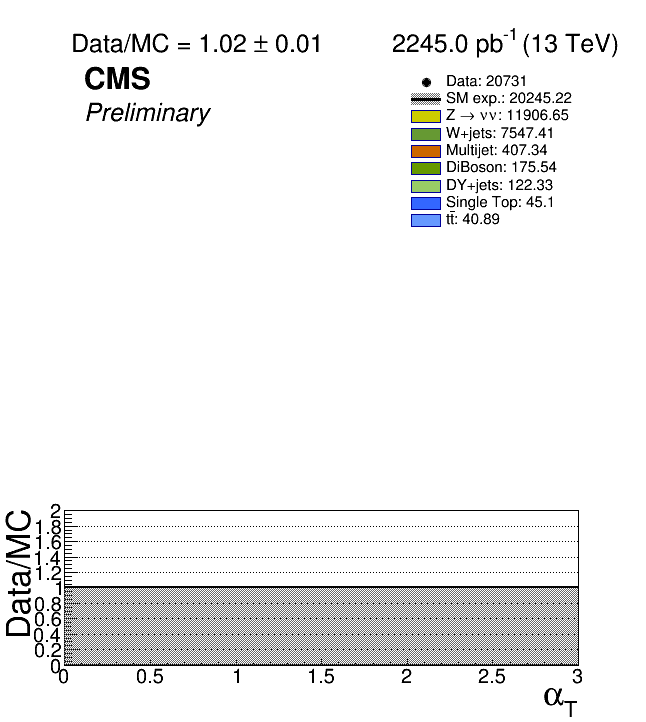 Data/MC = 1.02 ± 0.01
2245.0 pb⁻¹ (13 TeV)
CMS
Preliminary
Data: 20731
SM exp.: 20245.22
Z → νν: 11906.65
W+jets: 7547.41
Multijet: 407.34
DiBoson: 175.54
DY+jets: 122.33
Single Top: 45.1
tt̄: 40.89
Data/MC
2
1.8
1.6
1.4
1.2
1
0.8
0.6
0.4
0.2
0
0 0.5 1 1.5 2 2.5 3
α_T